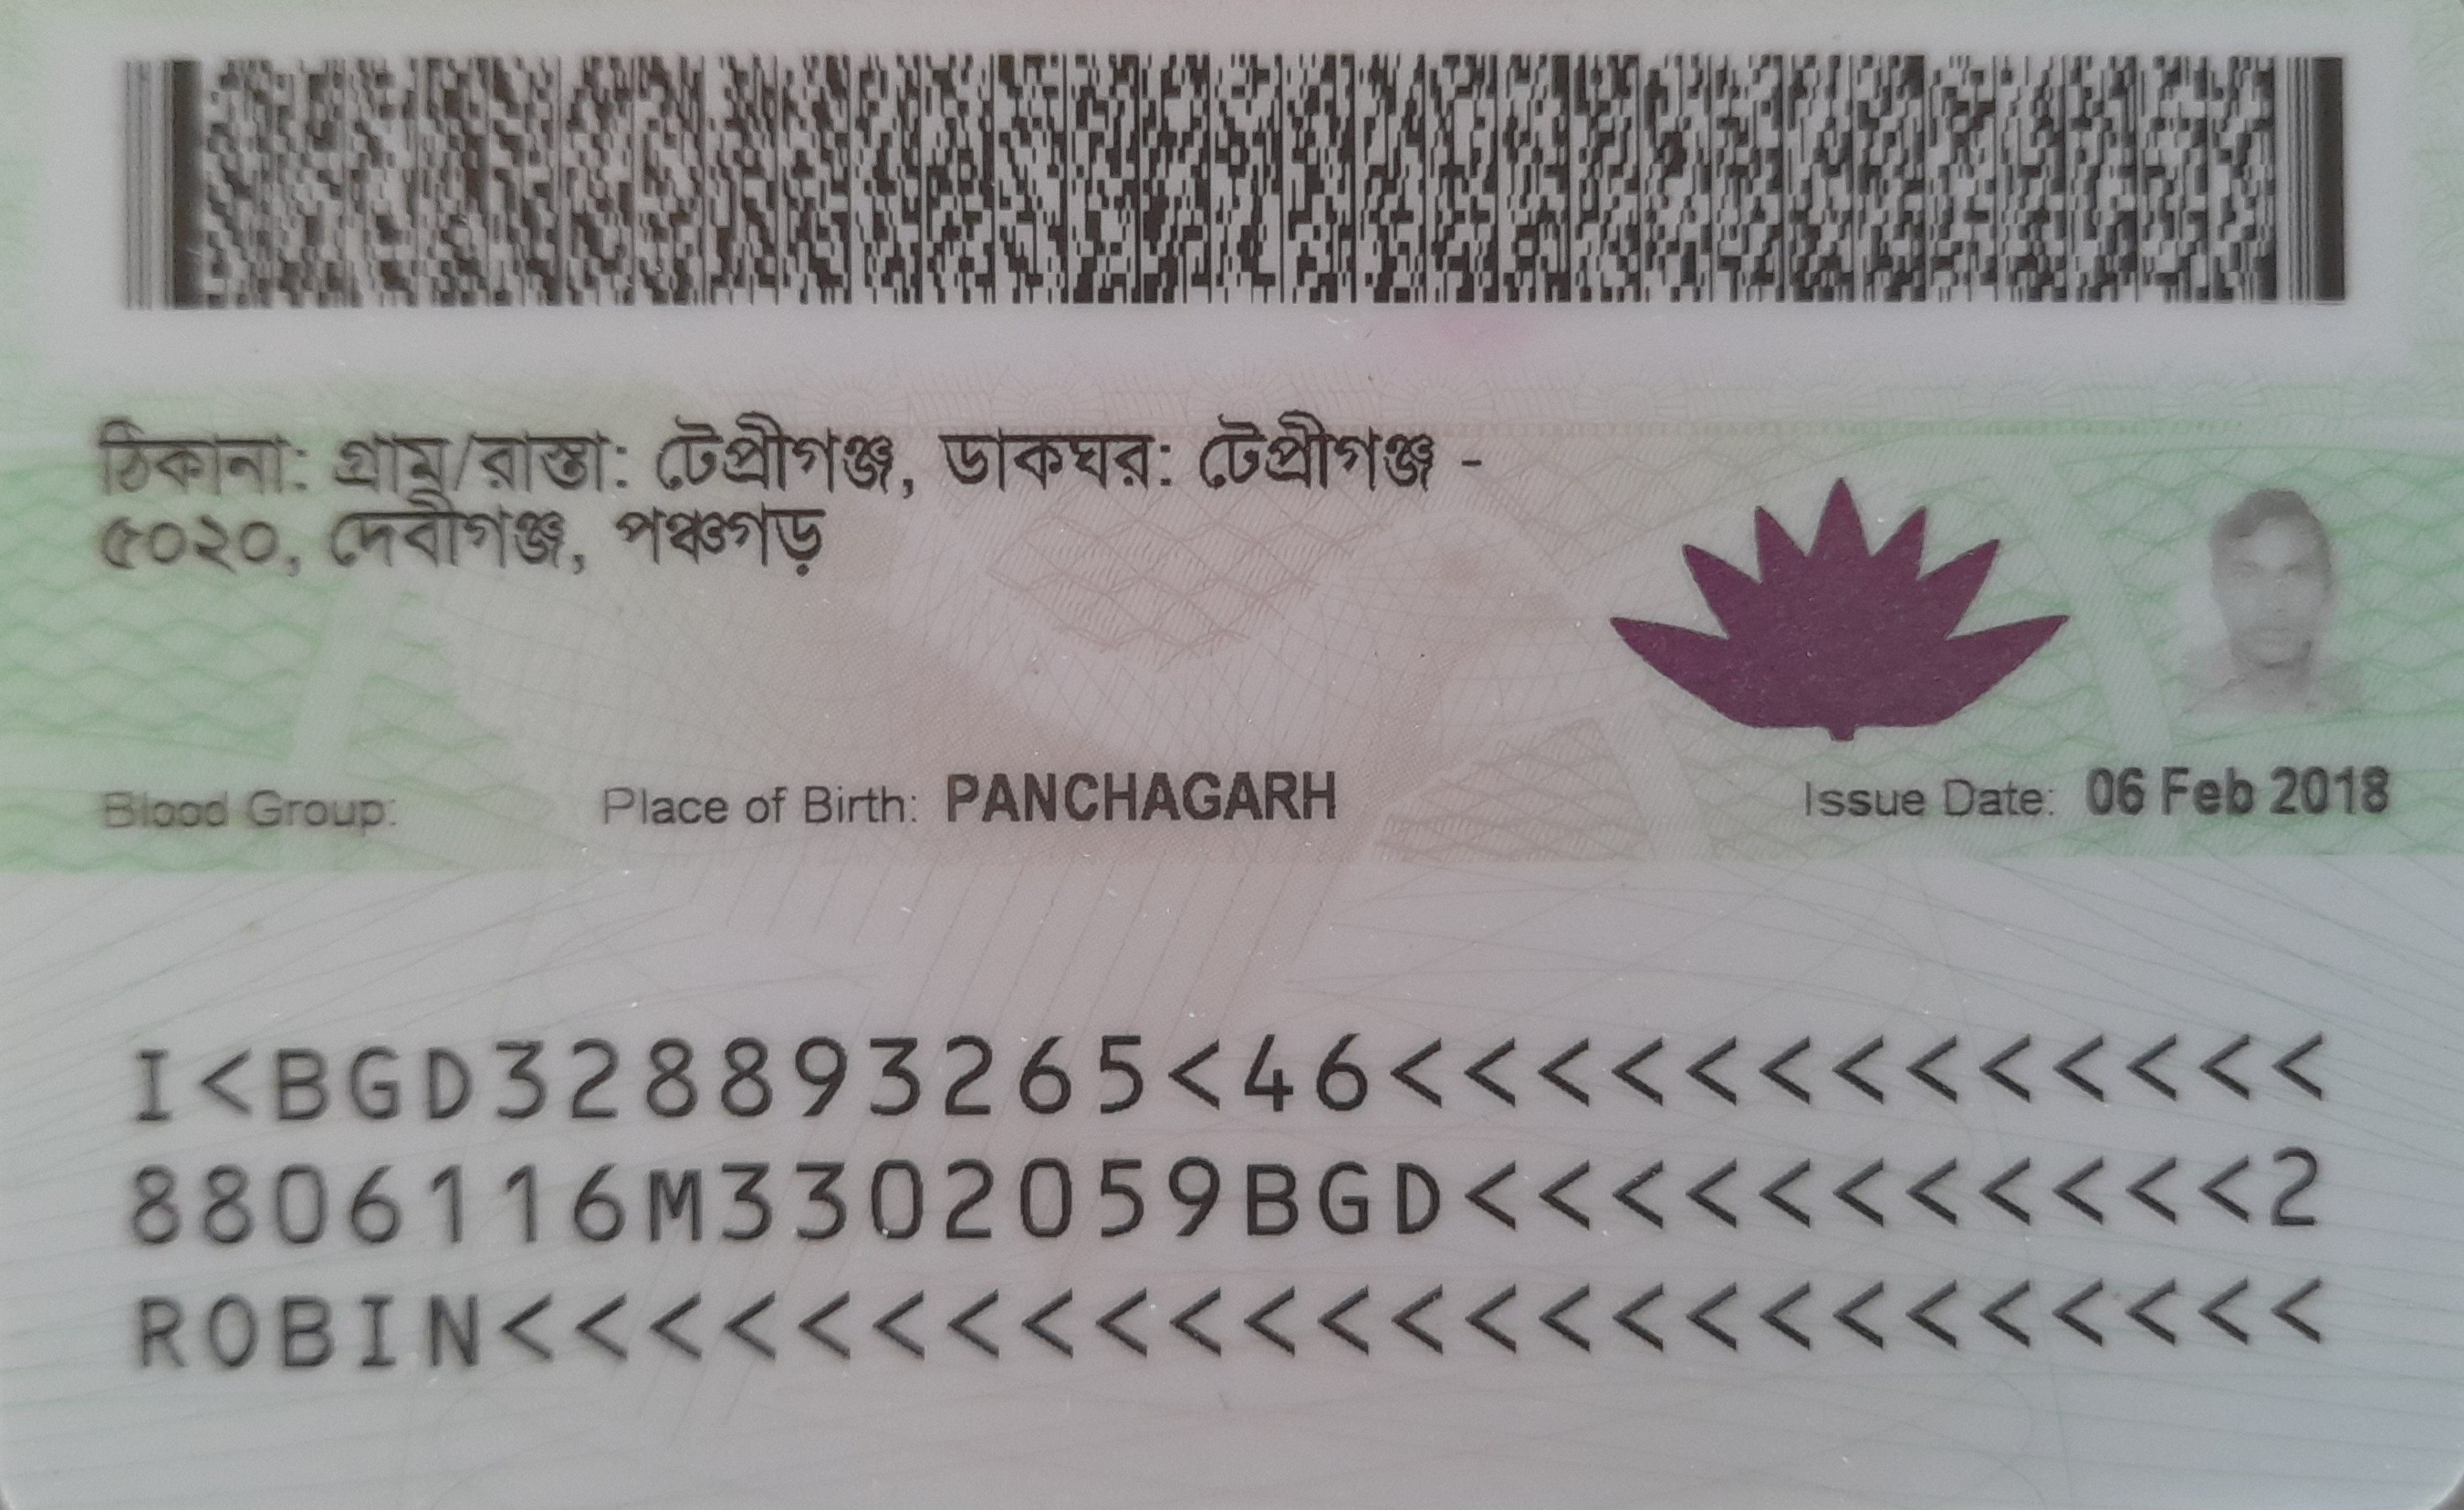 ঠিকানা: গ্রাম/রাস্তা: টেপ্রীগঞ্জ, ডাকঘর: টেপ্রীগঞ্জ -
৫০২০, দেবীগঞ্জ, পঞ্চগড়
Blood Group: Place of Birth: PANCHAGARH Issue Date: 06 Feb 2018
I<BGD328893265<46<<<<<<<<<<<<<
8806116M3302059BGD<<<<<<<<<<<2
ROBIN<<<<<<<<<<<<<<<<<<<<<<<<<